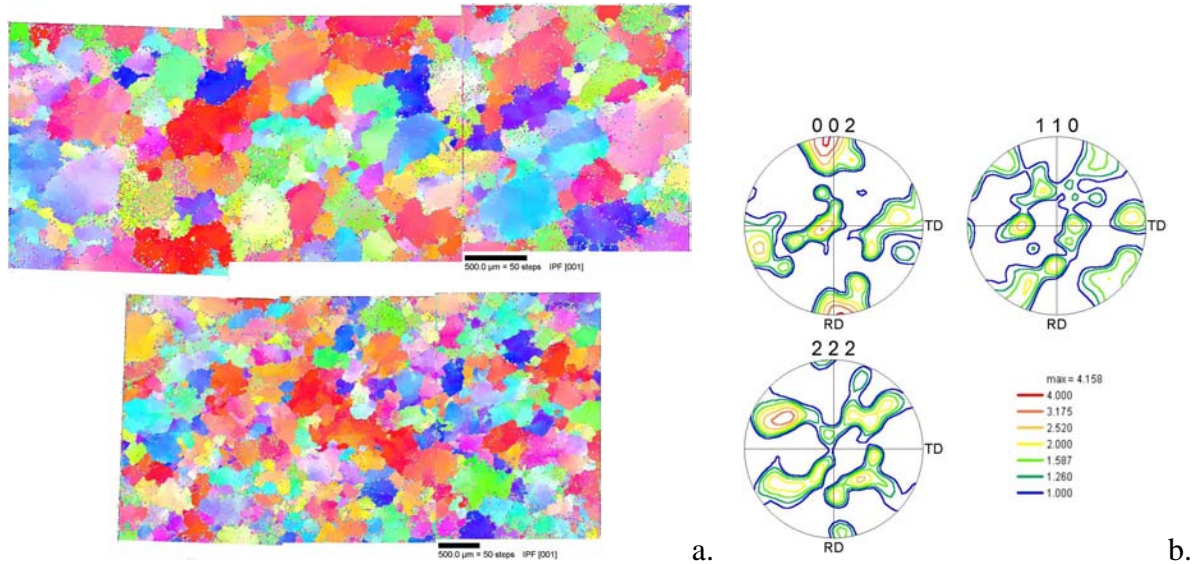 500.0 µm = 50 steps IPF [001]
500.0 µm = 50 steps IPF [001]
a.
0 0 2
TD
RD
1 1 0
TD
RD
2 2 2
TD
RD
max = 4.158
4.000
3.175
2.520
2.000
1.587
1.260
1.000
b.